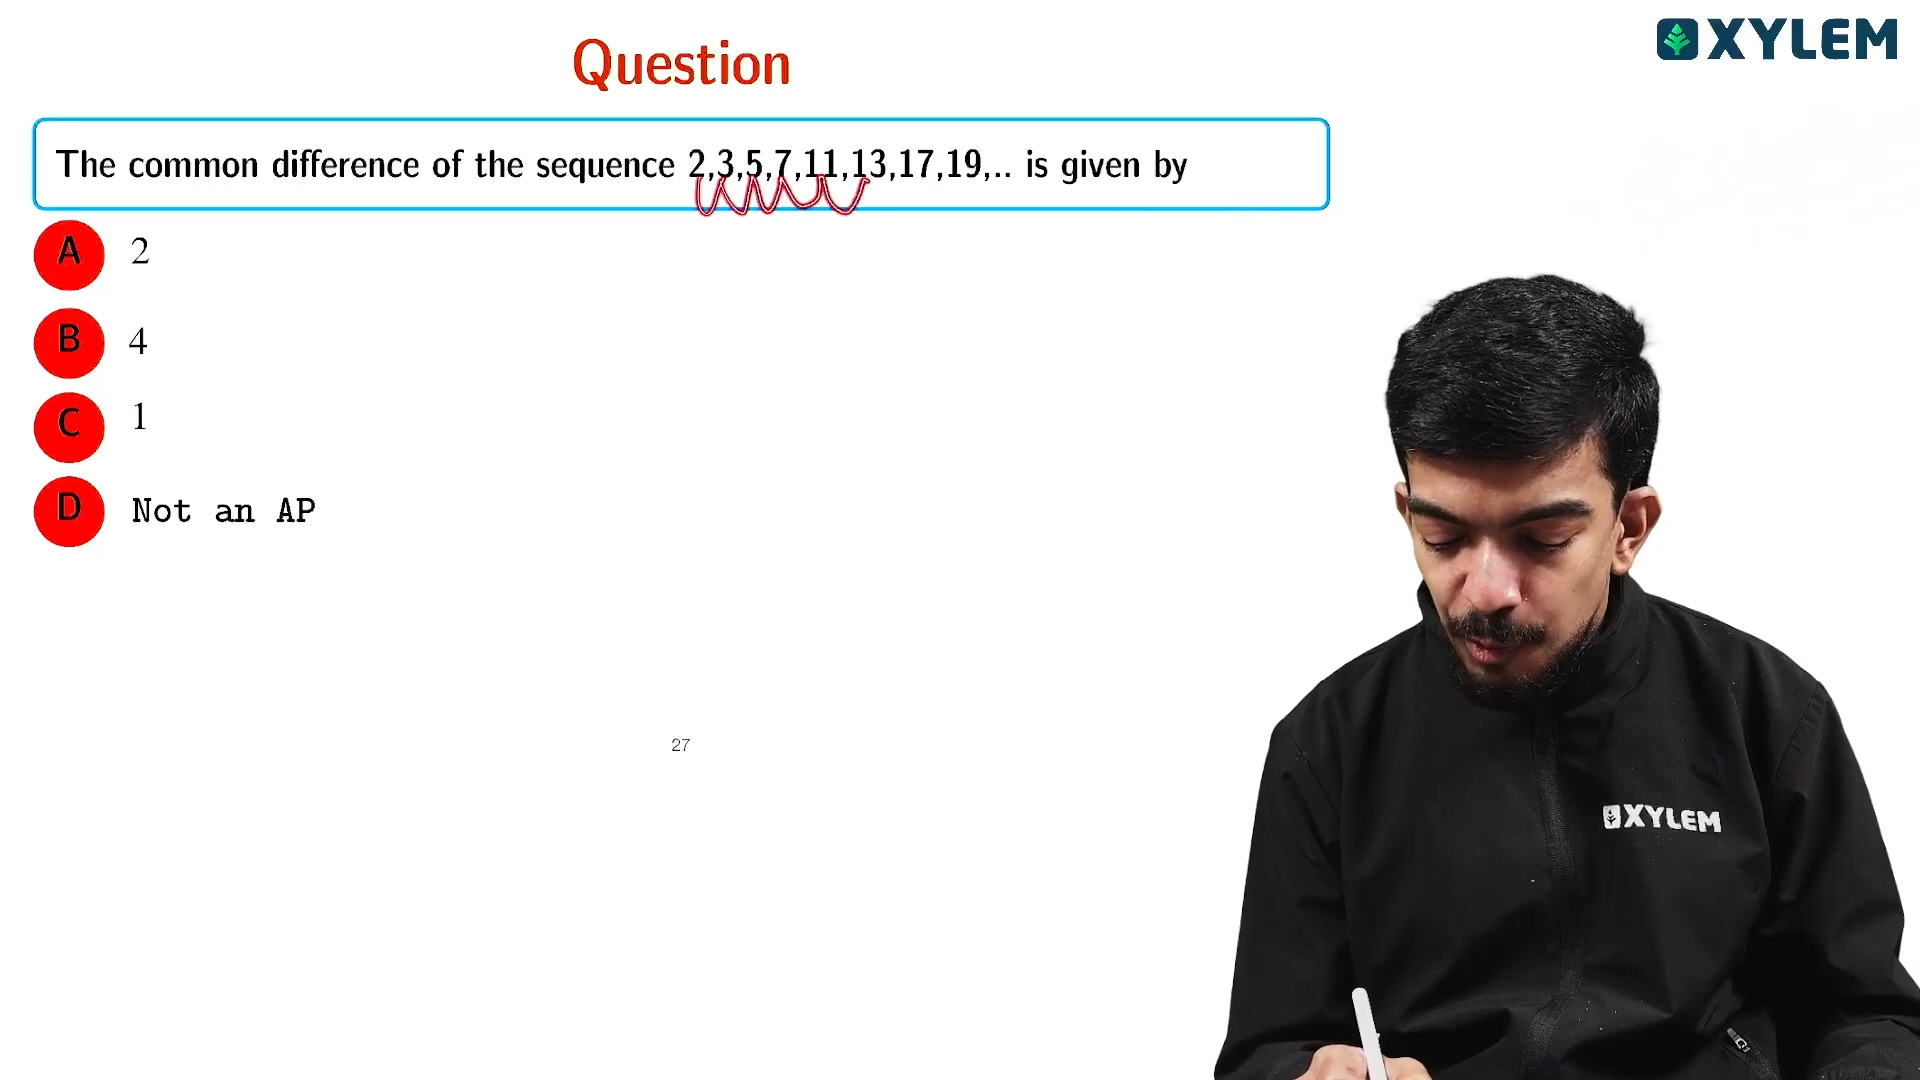 XYLEM
Question
The common difference of the sequence 2,3,5,7,11,13,17,19,.. is given by
A 2
B 4
C 1
D Not an AP
27
XYLEM